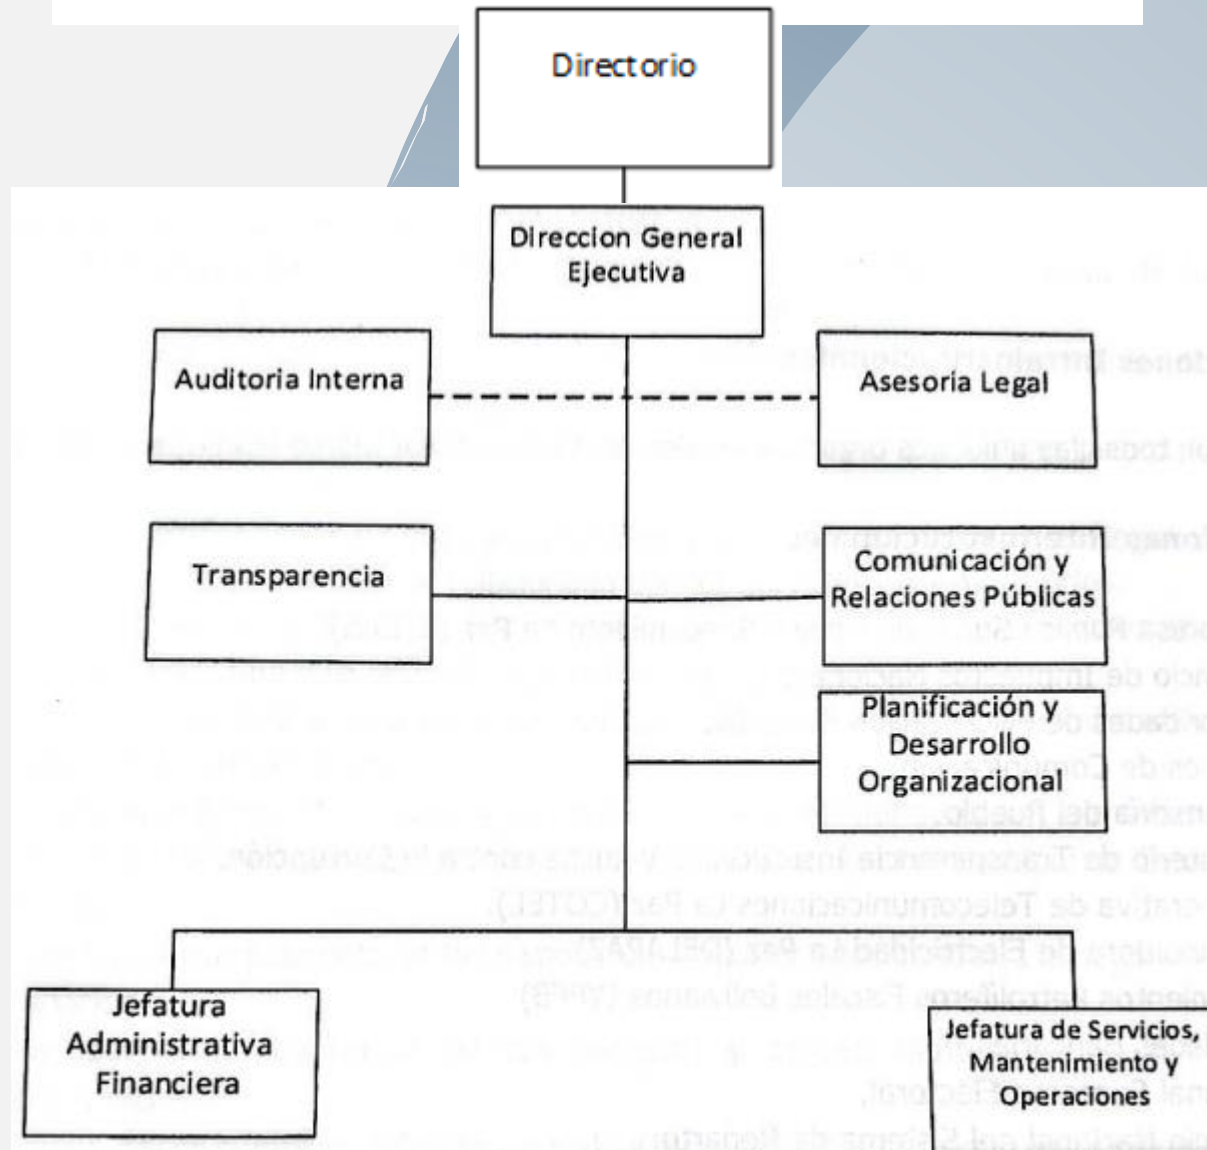 Directorio
Direccion General
Ejecutiva
Auditoria Interna
Asesoría Legal
Transparencia
Comunicación y
Relaciones Públicas
Planificación y
Desarrollo
Organizacional
Jefatura
Administrativa
Financiera
Jefatura de Servicios,
Mantenimiento y
Operaciones